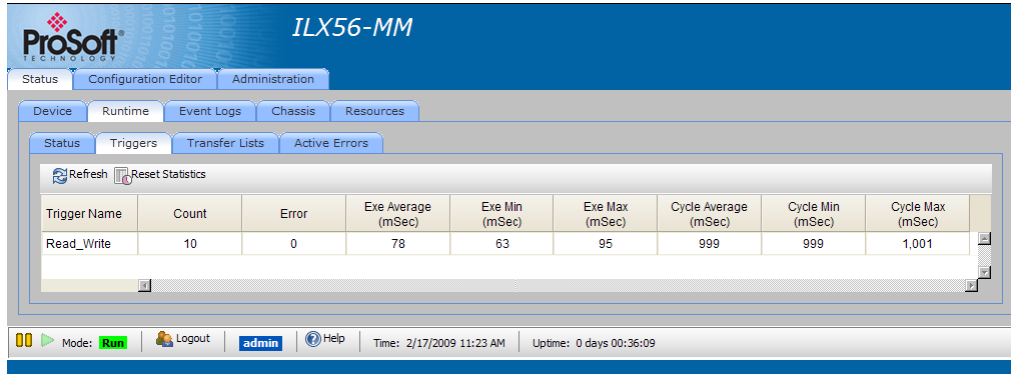 ProSoft®
TECHNOLOGY
ILX56-MM
Status Configuration Editor Administration
Device Runtime Event Logs Chassis Resources
Status Triggers Transfer Lists Active Errors
Refresh Reset Statistics
Trigger Name Count Error Exe Average (mSec) Exe Min (mSec) Exe Max (mSec) Cycle Average (mSec) Cycle Min (mSec) Cycle Max (mSec)
Read_Write 10 0 78 63 95 999 999 1,001
Mode: Run Logout admin Help Time: 2/17/2009 11:23 AM Uptime: 0 days 00:36:09